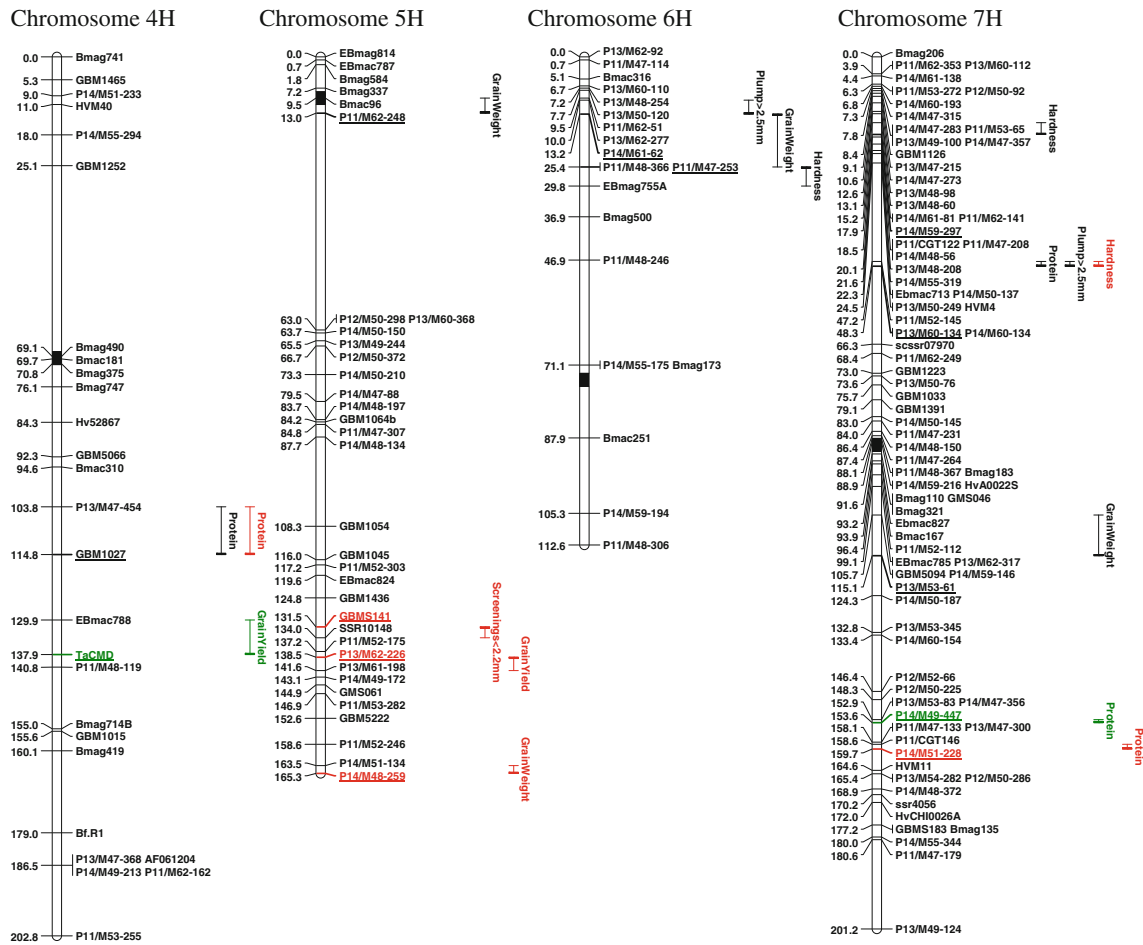 Chromosome 4H
0.0 Bmag741
5.3 GBM1465
9.0 P14/M51-233
11.0 HVM40
18.0 P14/M55-294
25.1 GBM1252
69.1 Bmag490
69.7 Bmac181
70.8 Bmag375
76.1 Bmag747
84.3 Hv52867
92.3 GBM5066
94.6 Bmac310
103.8 P13/M47-454
114.8 GBM1027
129.9 EBmac788
137.9 TaCMD
140.8 P11/M48-119
155.0 Bmag714B
155.6 GBM1015
160.1 Bmag419
179.0 Bf.R1
186.5 P13/M47-368 AF061204
P14/M49-213 P11/M62-162
202.8 P11/M53-255
Protein
Protein
GrainYield
Chromosome 5H
0.0 EBmag814
0.7 EBmac787
1.8 Bmag584
7.2 Bmag337
9.5 Bmac96
13.0 P11/M62-248
63.0 P12/M50-298 P13/M60-368
63.7 P14/M50-150
65.5 P13/M49-244
66.7 P12/M50-372
73.3 P14/M50-210
79.5 P14/M47-88
83.7 P14/M48-197
84.2 GBM1064b
84.8 P11/M47-307
87.7 P14/M48-134
108.3 GBM1054
116.0 GBM1045
117.2 P11/M52-303
119.6 EBmac824
124.8 GBM1436
131.5 GBMS141
134.0 SSR10148
137.2 P11/M52-175
138.5 P13/M62-226
141.6 P13/M61-198
143.1 P14/M49-172
144.9 GMS061
146.9 P11/M53-282
152.6 GBM5222
158.6 P11/M52-246
163.5 P14/M51-134
165.3 P14/M48-259
GrainWeight
Screenings<2.2mm
GrainYield
GrainWeight
Chromosome 6H
0.0 P13/M62-92
0.7 P11/M47-114
5.1 Bmac316
6.7 P13/M60-110
7.2 P13/M48-254
7.7 P13/M50-120
9.5 P11/M62-51
10.0 P13/M62-277
13.2 P14/M61-62
25.4 P11/M48-366 P11/M47-253
29.8 EBmag755A
36.9 Bmag500
46.9 P11/M48-246
71.1 P14/M55-175 Bmag173
87.9 Bmac251
105.3 P14/M59-194
112.6 P11/M48-306
Plump>2.5mm
GrainWeight
Hardness
Chromosome 7H
0.0 Bmag206
3.9 P11/M62-353 P13/M60-112
4.4 P14/M61-138
6.3 P11/M53-272 P12/M50-92
6.8 P14/M60-193
7.3 P14/M47-315
7.8 P14/M47-283 P11/M53-65
P13/M49-100 P14/M47-357
8.4 GBM1126
9.1 P13/M47-215
10.6 P14/M47-273
12.6 P13/M48-98
13.1 P13/M48-60
15.2 P14/M61-81 P11/M62-141
17.9 P14/M59-297
18.5 P11/CGT122 P11/M47-208
P14/M48-56
20.1 P13/M48-208
21.6 P14/M55-319
22.3 Ebmac713 P14/M50-137
24.5 P13/M50-249 HVM4
47.2 P11/M52-145
48.3 P13/M60-134 P14/M60-134
66.3 scssr07970
68.4 P11/M62-249
73.0 GBM1223
73.6 P13/M50-76
75.7 GBM1033
79.1 GBM1391
83.0 P14/M50-145
84.0 P11/M47-231
86.4 P14/M48-150
87.4 P11/M47-264
88.1 P11/M48-367 Bmag183
88.9 P14/M59-216 HvA0022S
91.6 Bmag110 GMS046
Bmag321
93.2 Ebmac827
93.9 Bmac167
96.4 P11/M52-112
99.1 EBmac785 P13/M62-317
105.7 GBM5094 P14/M59-146
115.1 P13/M53-61
124.3 P14/M50-187
132.8 P13/M53-345
133.4 P14/M60-154
146.4 P12/M52-66
148.3 P12/M50-225
152.9 P13/M53-83 P14/M47-356
153.6 P14/M49-447
158.1 P11/M47-133 P13/M47-300
158.6 P11/CGT146
159.7 P14/M51-228
164.6 HVM11
165.4 P13/M54-282 P12/M50-286
168.9 P14/M48-372
170.2 ssr4056
172.0 HvCHI0026A
177.2 GBMS183 Bmag135
180.0 P14/M55-344
180.6 P11/M47-179
201.2 P13/M49-124
Hardness
Protein
Plump>2.5mm
Hardness
GrainWeight
Protein
Protein